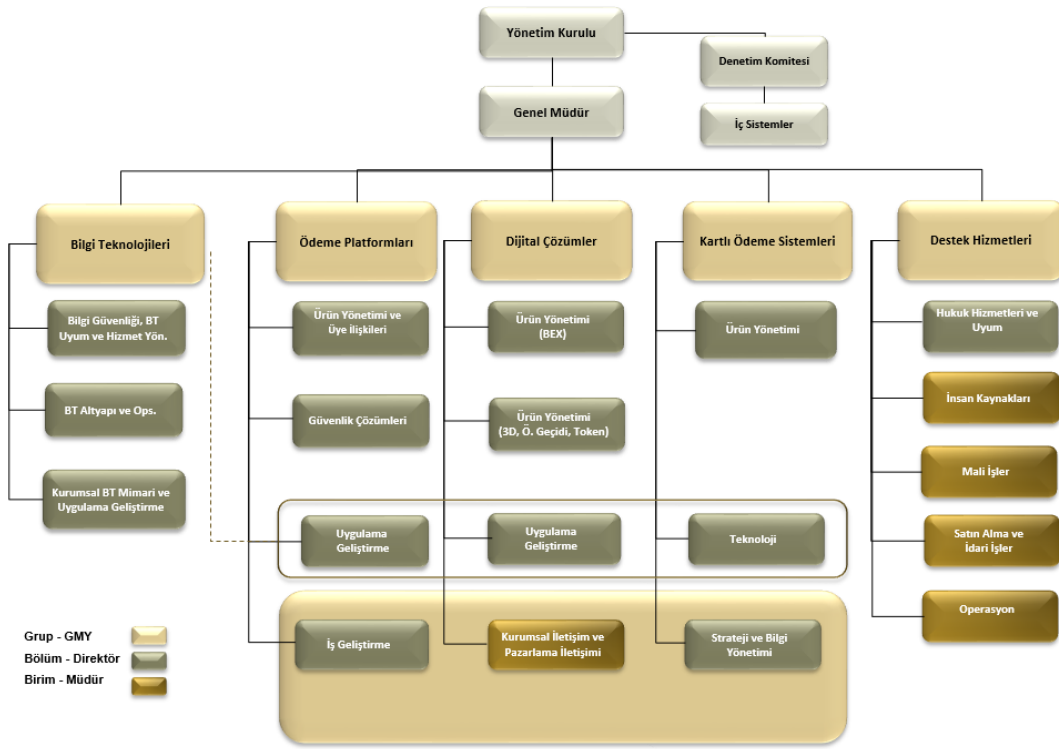 Yönetim Kurulu
Denetim Komitesi
Genel Müdür
İç Sistemler
Bilgi Teknolojileri
Ödeme Platformları
Dijital Çözümler
Kartlı Ödeme Sistemleri
Destek Hizmetleri
Bilgi Güvenliği, BT
Uyum ve Hizmet Yön.
BT Altyapı ve Ops.
Kurumsal BT Mimari ve
Uygulama Geliştirme
Ürün Yönetimi ve
Üye İlişkileri
Güvenlik Çözümleri
Uygulama
Geliştirme
İş Geliştirme
Ürün Yönetimi
(BEX)
Ürün Yönetimi
(3D, Ö. Geçidi, Token)
Uygulama
Geliştirme
Kurumsal İletişim ve
Pazarlama İletişimi
Ürün Yönetimi
Teknoloji
Strateji ve Bilgi
Yönetimi
Hukuk Hizmetleri ve
Uyum
İnsan Kaynakları
Mali İşler
Satın Alma ve
İdari İşler
Operasyon
Grup - GMY
Bölüm - Direktör
Birim - Müdür